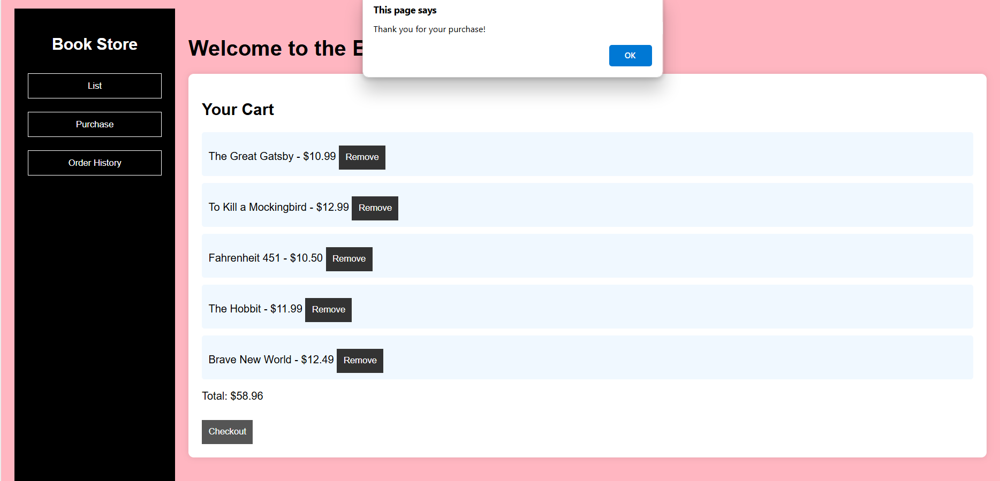 This page says
Thank you for your purchase!
OK
Book Store
List
Purchase
Order History
Welcome to the
Your Cart
The Great Gatsby - $10.99 Remove
To Kill a Mockingbird - $12.99 Remove
Fahrenheit 451 - $10.50 Remove
The Hobbit - $11.99 Remove
Brave New World - $12.49 Remove
Total: $58.96
Checkout